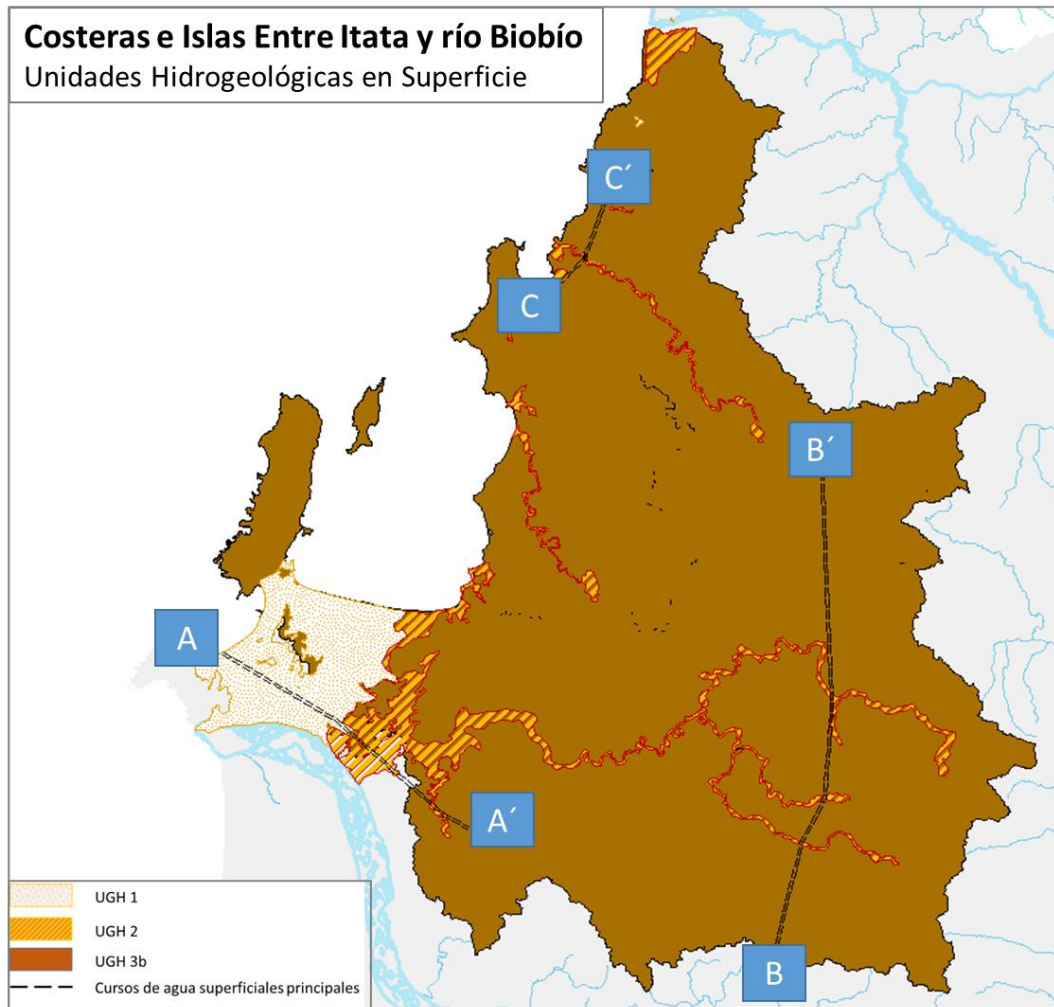 Costeras e Islas Entre Itata y río Biobío
Unidades Hidrogeológicas en Superficie
C´
C
B´
A
A´
B
UGH 1
UGH 2
UGH 3b
Cursos de agua superficiales principales